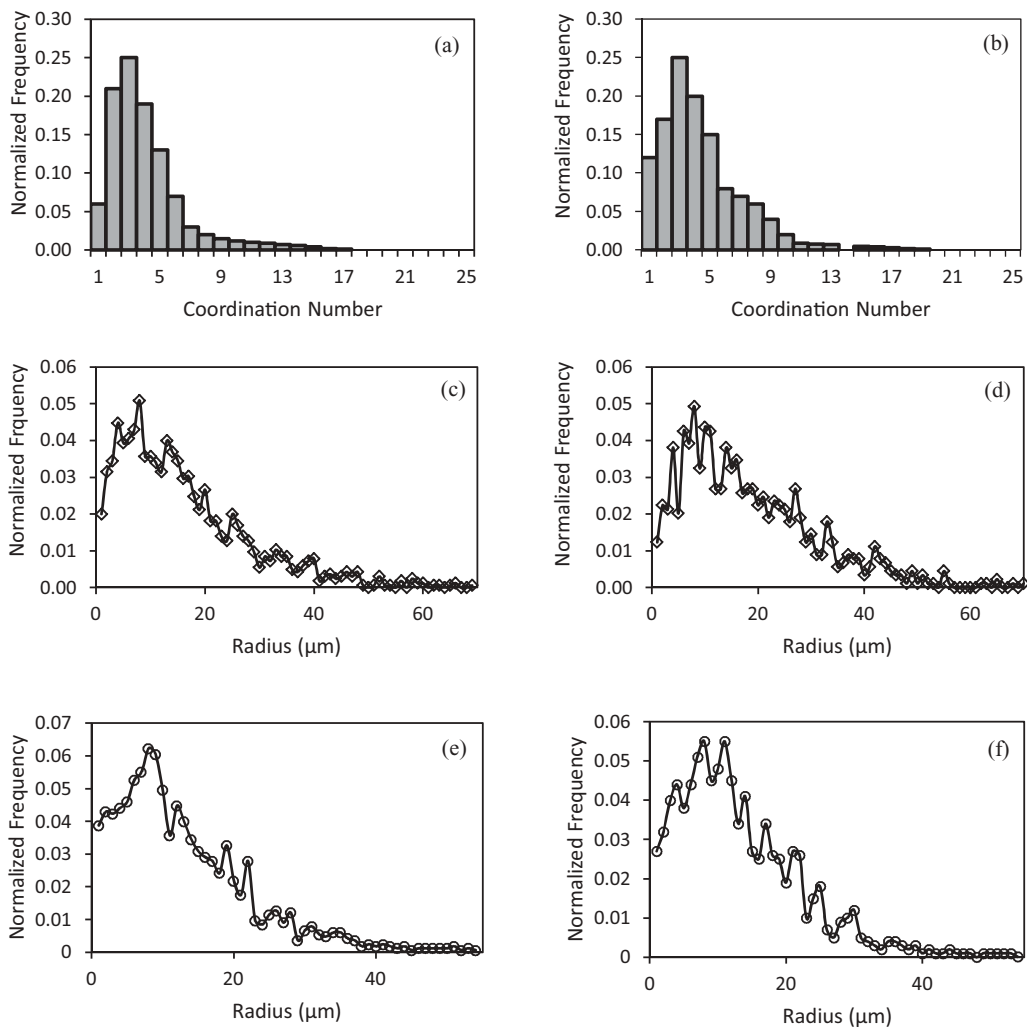 Normalized Frequency
0.30
0.25
0.20
0.15
0.10
0.05
0.00
(a)
1 5 9 13 17 21 25
Coordination Number
Normalized Frequency
0.30
0.25
0.20
0.15
0.10
0.05
0.00
(b)
1 5 9 13 17 21 25
Coordination Number
Normalized Frquency
0.06
0.05
0.04
0.03
0.02
0.01
0.00
(c)
0 20 40 60
Radius (μm)
Normalized Frequency
0.06
0.05
0.04
0.03
0.02
0.01
0.00
(d)
0 20 40 60
Radius (μm)
Normalized Frequency
0.07
0.06
0.05
0.04
0.03
0.02
0.01
0
(e)
0 20 40
Radius (μm)
Normalized Frequency
0.06
0.05
0.04
0.03
0.02
0.01
0
(f)
0 20 40
Radius (μm)